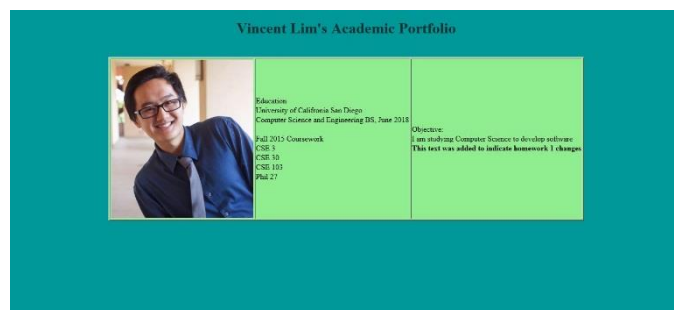 Vincent Lim's Academic Portfolio
Education:
University of California San Diego
Computer Science and Engineering BS, June 2018
Fall 2015 Coursework
CSE 3
CSE 30
CSE 103
Phil 27
Objective:
I am studying Computer Science to develop software
This text was added to indicate homework 1 changes